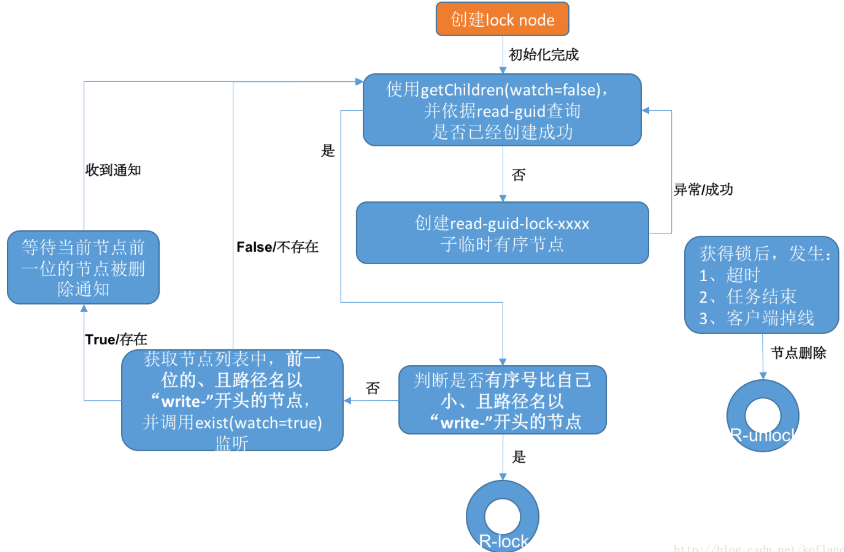 创建lock node
初始化完成
使用getChildren(watch=false),
并依据read-guid查询
是否已经创建成功
是
收到通知
否
异常/成功
创建read-guid-lock-xxxx
子临时有序节点
等待当前节点前
一位的节点被删
除通知
False/不存在
获得锁后，发生：
1、超时
2、任务结束
3、客户端掉线
True/存在
节点删除
获取节点列表中，前一
位的、且路径名以
“write-”开头的节点，
并调用exist(watch=true)
监听
否
判断是否有序号比自己
小、且路径名以
“write-”开头的节点
R-unlock
是
R-lock